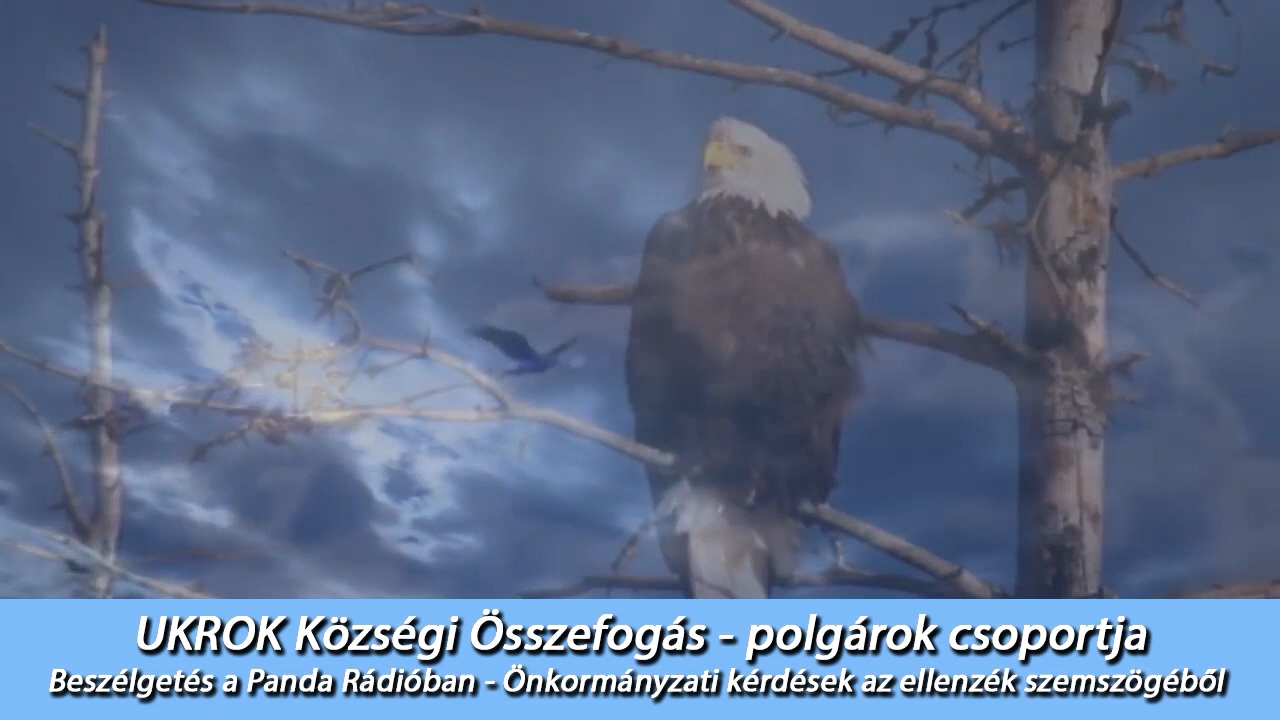 UKROK Községi Összefogás - polgárok csoportja
Beszélgetés a Panda Rádióban - Önkormányzati kérdések az ellenzék szemszögéből